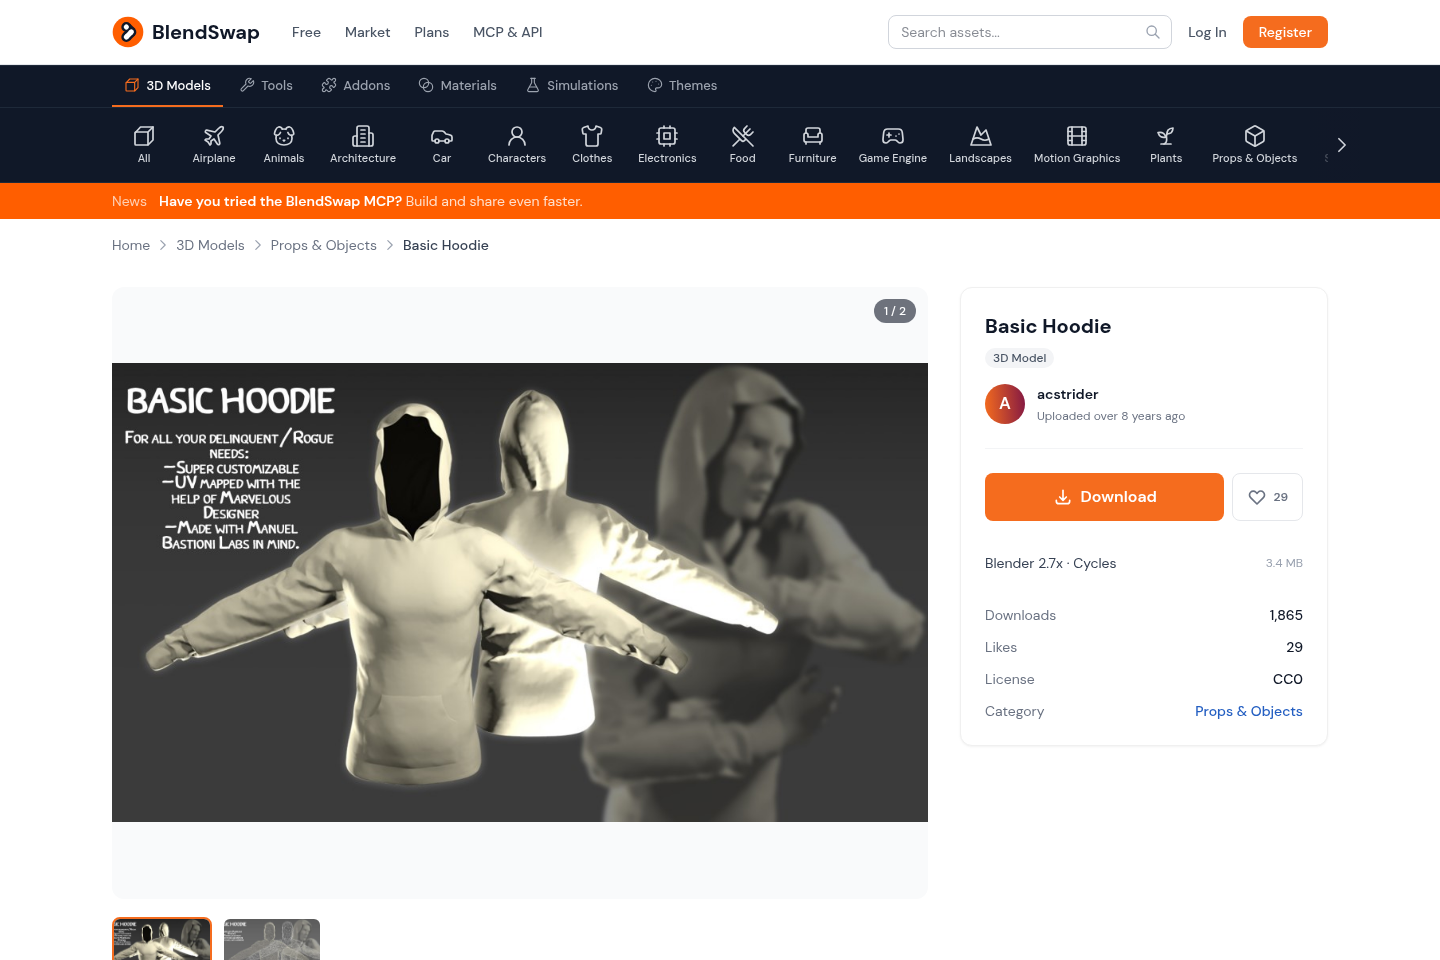 BlendSwap
Free
Market
Plans
MCP & API
Search assets...
Log In
Register
3D Models
Tools
Addons
Materials
Simulations
Themes
All
Airplane
Animals
Architecture
Car
Characters
Clothes
Electronics
Food
Furniture
Game Engine
Landscapes
Motion Graphics
Plants
Props & Objects
News Have you tried the BlendSwap MCP? Build and share even faster.
Home > 3D Models > Props & Objects > Basic Hoodie
1 / 2
BASIC HOODIE
FOR ALL YOUR DELINQUENT/ROGUE
NEEDS:
-SUPER CUSTOMIZABLE
-UV MAPPED WITH THE
HELP OF MARVELOUS
DESIGNER
-MADE WITH MANUEL
BASTIONI LABS IN MIND.
Basic Hoodie
3D Model
A
acstrider
Uploaded over 8 years ago
Download
29
Blender 2.7x · Cycles
3.4 MB
Downloads
1,865
Likes
29
License
CC0
Category
Props & Objects